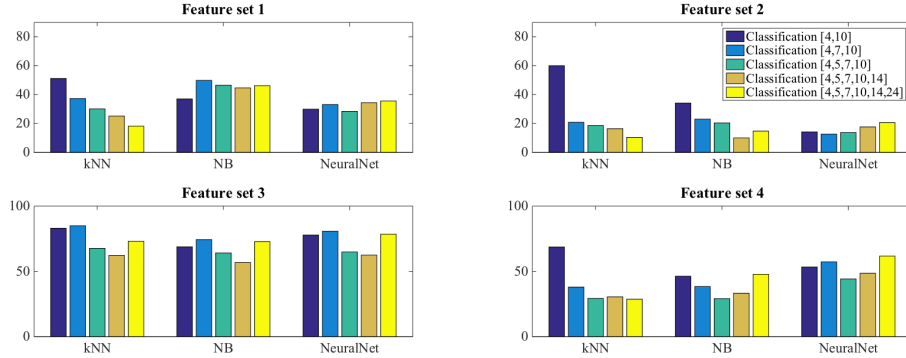 Feature set 1
80
60
40
20
0
kNN NB NeuralNet
Feature set 2
80
60
40
20
0
kNN NB NeuralNet
Classification [4,10]
Classification [4,7,10]
Classification [4,5,7,10]
Classification [4,5,7,10,14]
Classification [4,5,7,10,14,24]
Feature set 3
100
50
0
kNN NB NeuralNet
Feature set 4
100
50
0
kNN NB NeuralNet